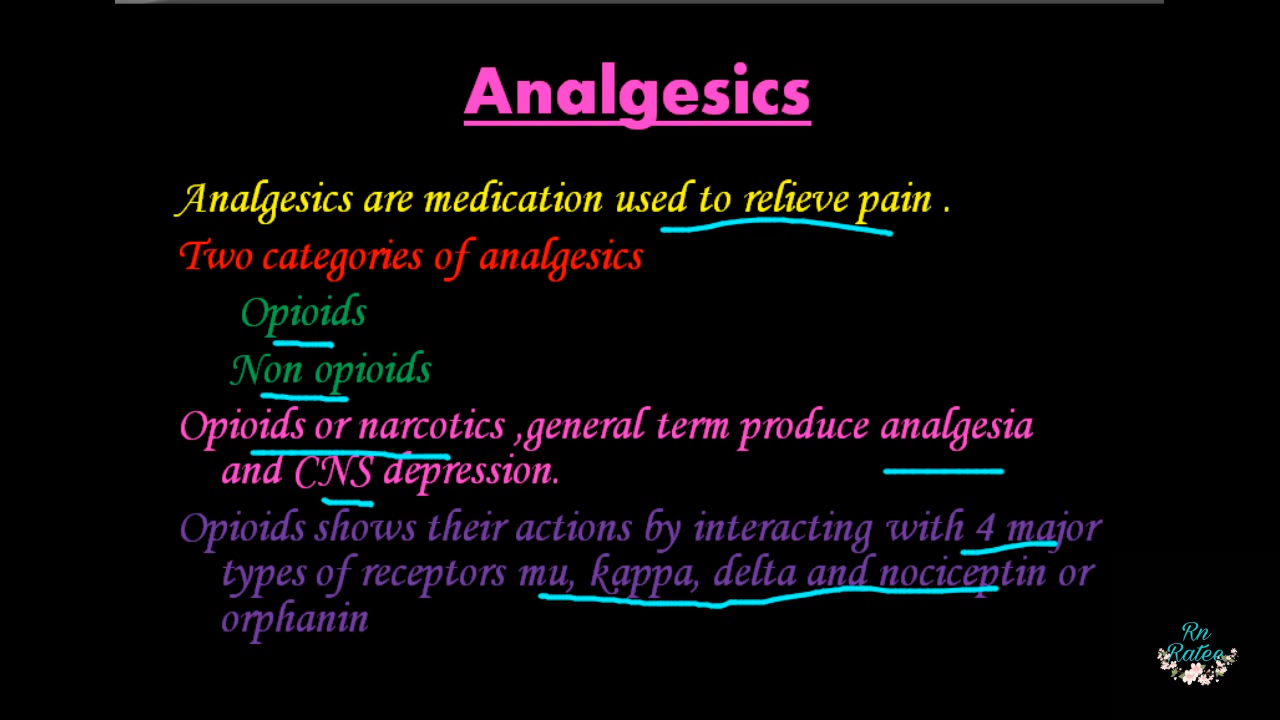 Analgesics
Analgesics are medication used to relieve pain .
Two categories of analgesics
Opioids
Non opioids
Opioids or narcotics ,general term produce analgesia
and CNS depression.
Opioids shows their actions by interacting with 4 major
types of receptors mu, kappa, delta and nociceptin or
orphanin
Rn
Ratee